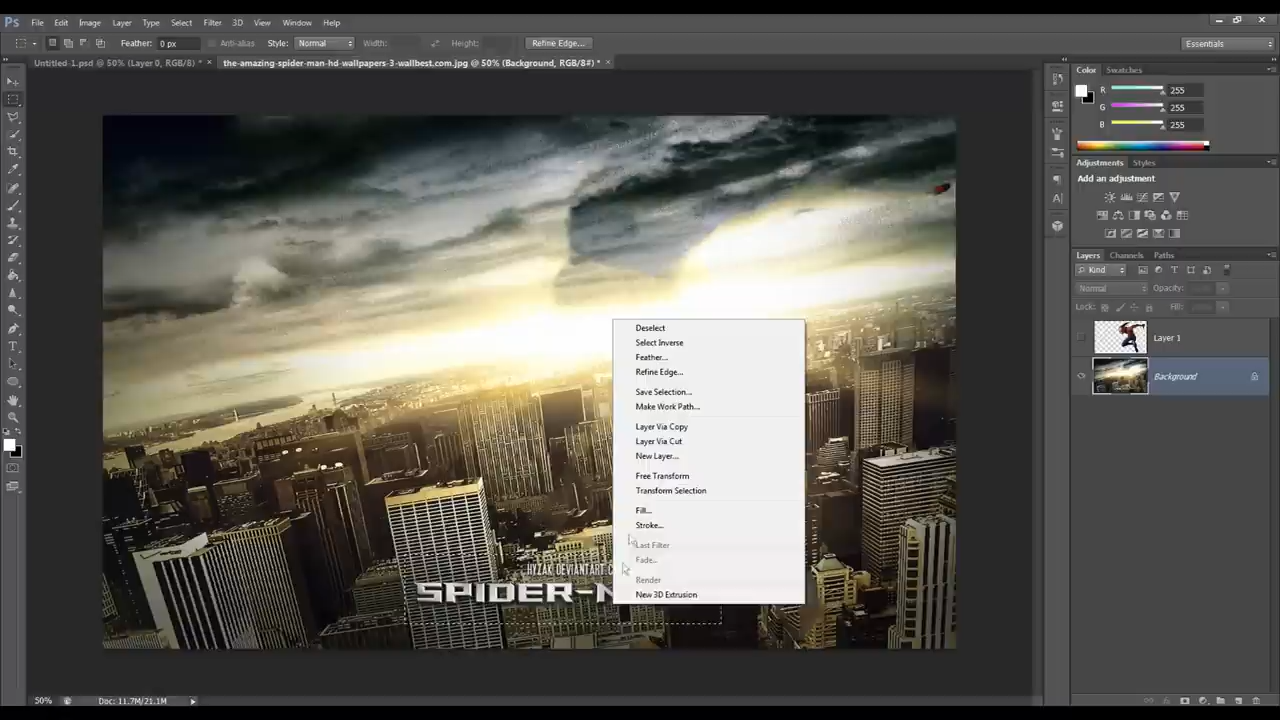 Ps File Edit Image Layer Type Select Filter 3D View Window Help
Feather: 0 px Anti-alias Style: Normal Width: Height: Refine Edge... Essentials
Untitled-1.psd @ 50% (Layer 0, RGB/8) * × the-amazing-spider-man-hd-wallpapers-3-wallbest.com.jpg @ 50% (Background, RGB/8#) * ×
Color Swatches
R 255
G 255
B 255
Adjustments Styles
Add an adjustment
Layers Channels Paths
Kind
Normal Opacity:
Lock: Fill:
Layer 1
Background
Deselect
Select Inverse
Feather...
Refine Edge...
Save Selection...
Make Work Path...
Layer Via Copy
Layer Via Cut
New Layer...
Free Transform
Transform Selection
Fill...
Stroke...
Last Filter
Fade...
Render
New 3D Extrusion
HYZAK.DEVIANTART.C
SPIDER-
50% Doc: 11.7M/21.1M